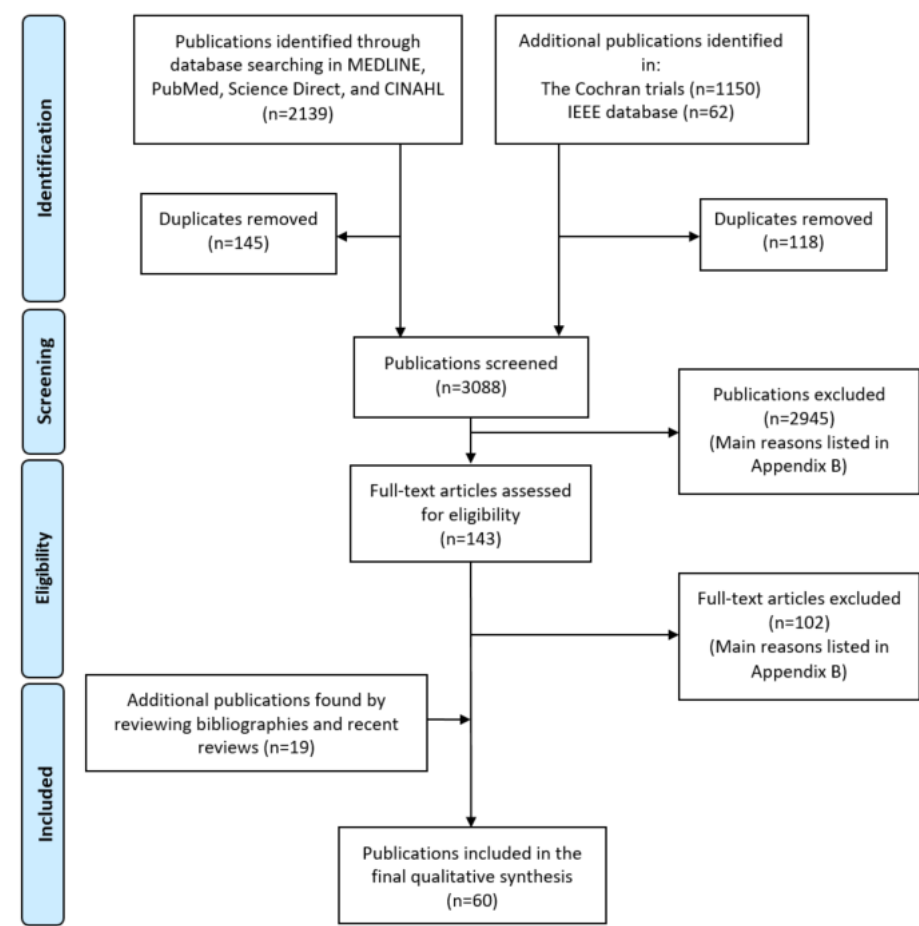 Identification
Publications identified through
database searching in MEDLINE,
PubMed, Science Direct, and CINAHL
(n=2139)
Additional publications identified
in:
The Cochran trials (n=1150)
IEEE database (n=62)
Duplicates removed
(n=145)
Duplicates removed
(n=118)
Screening
Publications screened
(n=3088)
Publications excluded
(n=2945)
(Main reasons listed in
Appendix B)
Eligibility
Full-text articles assessed
for eligibility
(n=143)
Full-text articles excluded
(n=102)
(Main reasons listed in
Appendix B)
Included
Additional publications found by
reviewing bibliographies and recent
reviews (n=19)
Publications included in the
final qualitative synthesis
(n=60)